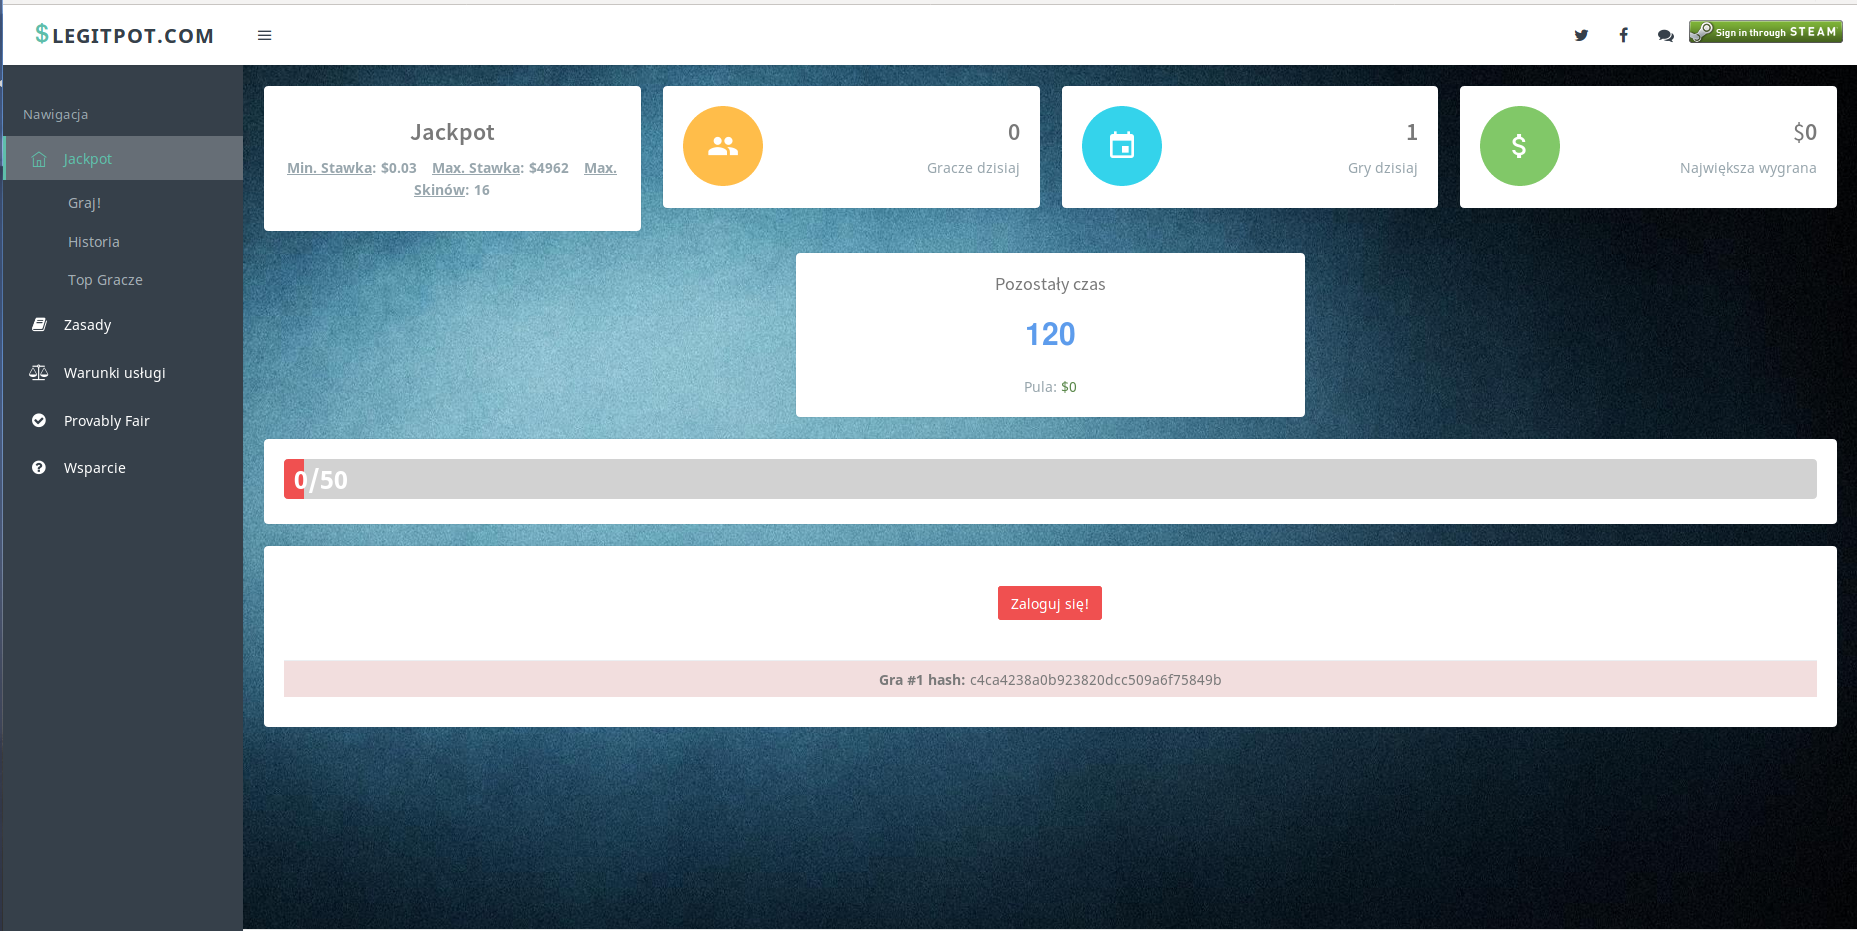 $LEGITPOT.COM
Sign in through STEAM
Nawigacja
Jackpot
Graj!
Historia
Top Gracze
Zasady
Warunki usługi
Provably Fair
Wsparcie
Jackpot
Min. Stawka: $0.03 Max. Stawka: $4962 Max.
Skinów: 16
0
Gracze dzisiaj
1
Gry dzisiaj
$0
Największa wygrana
Pozostały czas
120
Pula: $0
0/50
Zaloguj się!
Gra #1 hash: c4ca4238a0b923820dcc509a6f75849b